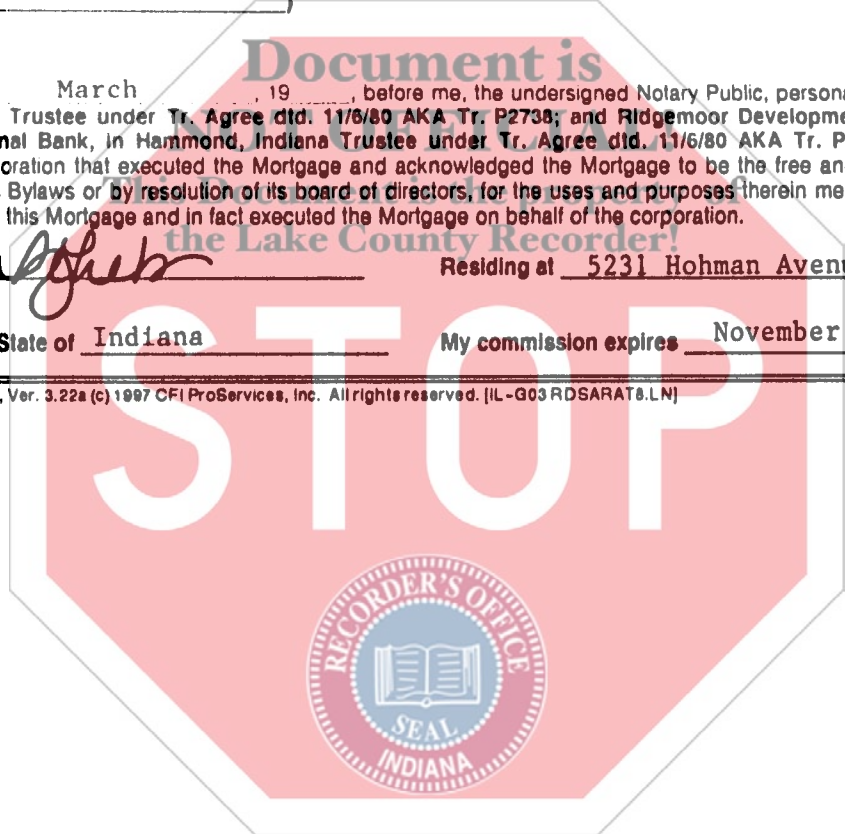 Document is
March , 19 , before me, the undersigned Notary Public, persona
Trustee under Tr. Agree dtd. 11/6/80 AKA Tr. P2738; and Ridgemoor Developme
NOT OFFICIAL!
nal Bank, in Hammond, Indiana Trustee under Tr. Agree dtd. 11/6/80 AKA Tr. P
oration that executed the Mortgage and acknowledged the Mortgage to be the free an
This Document is the property of
Bylaws or by resolution of its board of directors, for the uses and purposes therein me
this Mortgage and in fact executed the Mortgage on behalf of the corporation.
the Lake County Recorder!
Residing at 5231 Hohman Avenu
State of Indiana My commission expires November
, Ver. 3.22a (c) 1997 CFI ProServices, Inc. All rights reserved. [IL-G03 RDSARAT8.LN]
STOP
RECORDER'S OFFICE
SEAL
INDIANA